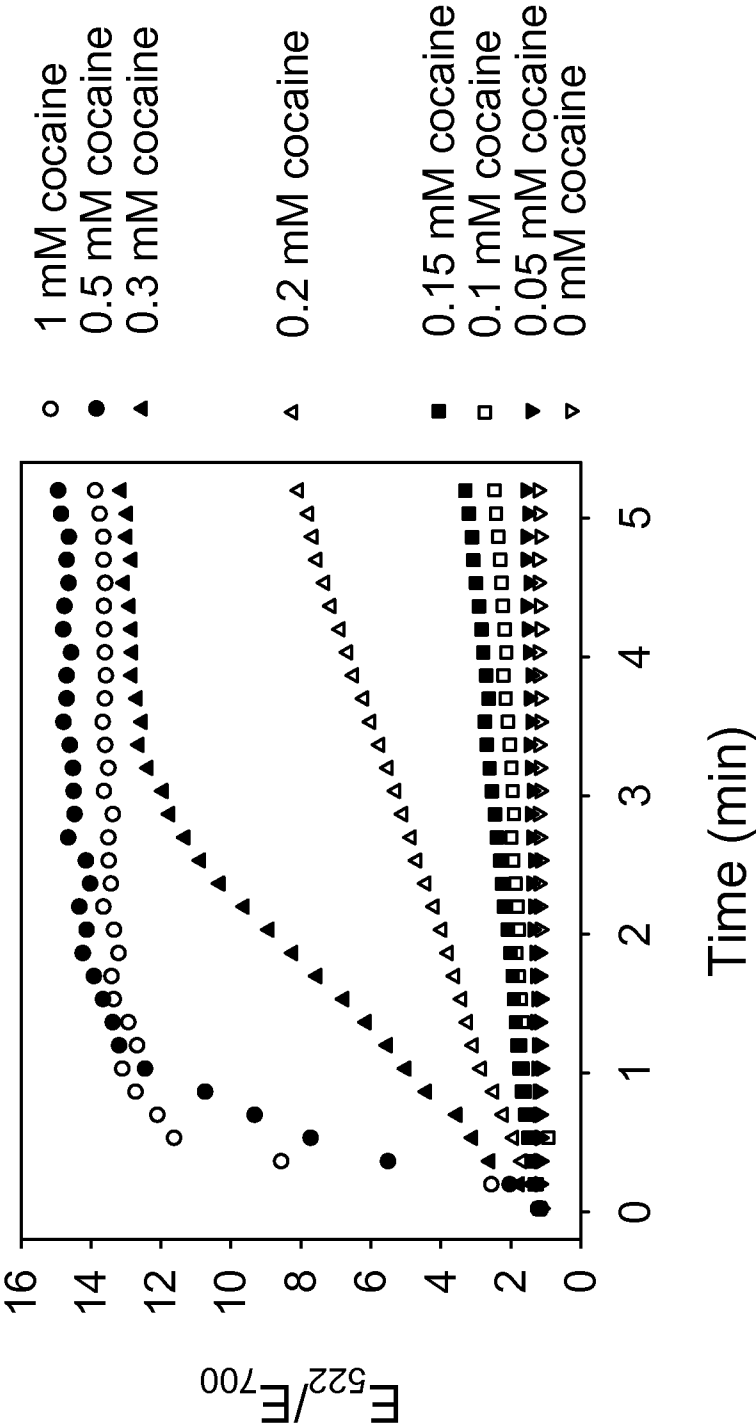 E522/E700
16
14
12
10
8
6
4
2
0
0
1
2
3
4
5
Time (min)
1 mM cocaine
0.5 mM cocaine
0.3 mM cocaine
0.2 mM cocaine
0.15 mM cocaine
0.1 mM cocaine
0.05 mM cocaine
0 mM cocaine